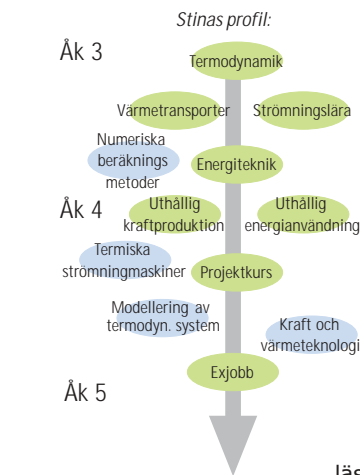 Stinas profil:
Åk 3
Termodynamik
Värmetransporter
Strömningslära
Numeriska
beräknings
metoder
Energiteknik
Åk 4
Uthållig
kraftproduktion
Uthållig
energianvändning
Termiska
strömningmaskiner
Projektkurs
Modellering av
termodyn. system
Kraft och
värmeteknologi
Exjobb
Åk 5
läs